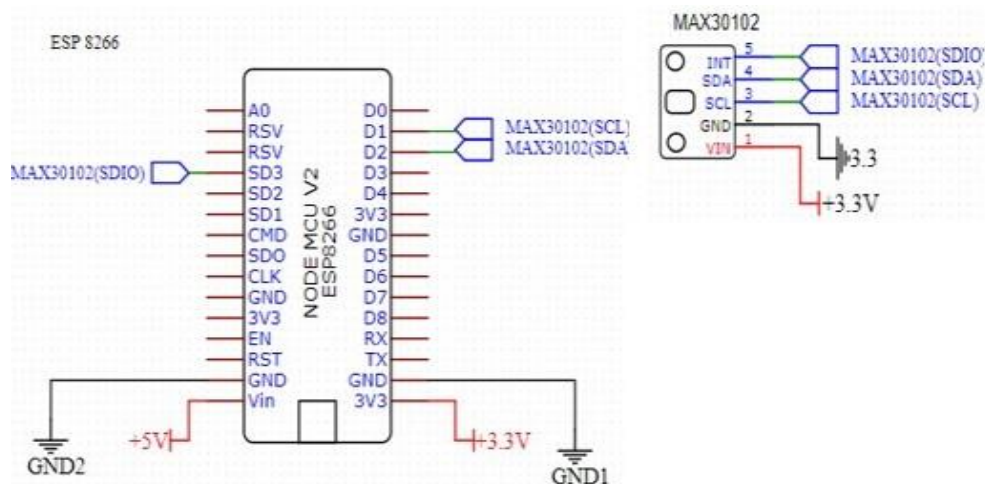 ESP 8266
A0
RSV
RSV
SD3
SD2
SD1
CMD
SDO
CLK
GND
3V3
EN
RST
GND
Vin
MAX30102(SDIO)
+5V
GND2
NODE MCU V2
ESP8266
D0
D1
D2
D3
D4
3V3
GND
D5
D6
D7
D8
RX
TX
GND
3V3
MAX30102(SCL)
MAX30102(SDA
+3.3V
GND1
MAX30102
INT 5 MAX30102(SDIO)
SDA 4 MAX30102(SDA)
SCL 3 MAX30102(SCL)
GND 2
VIN 1
3.3
+3.3V